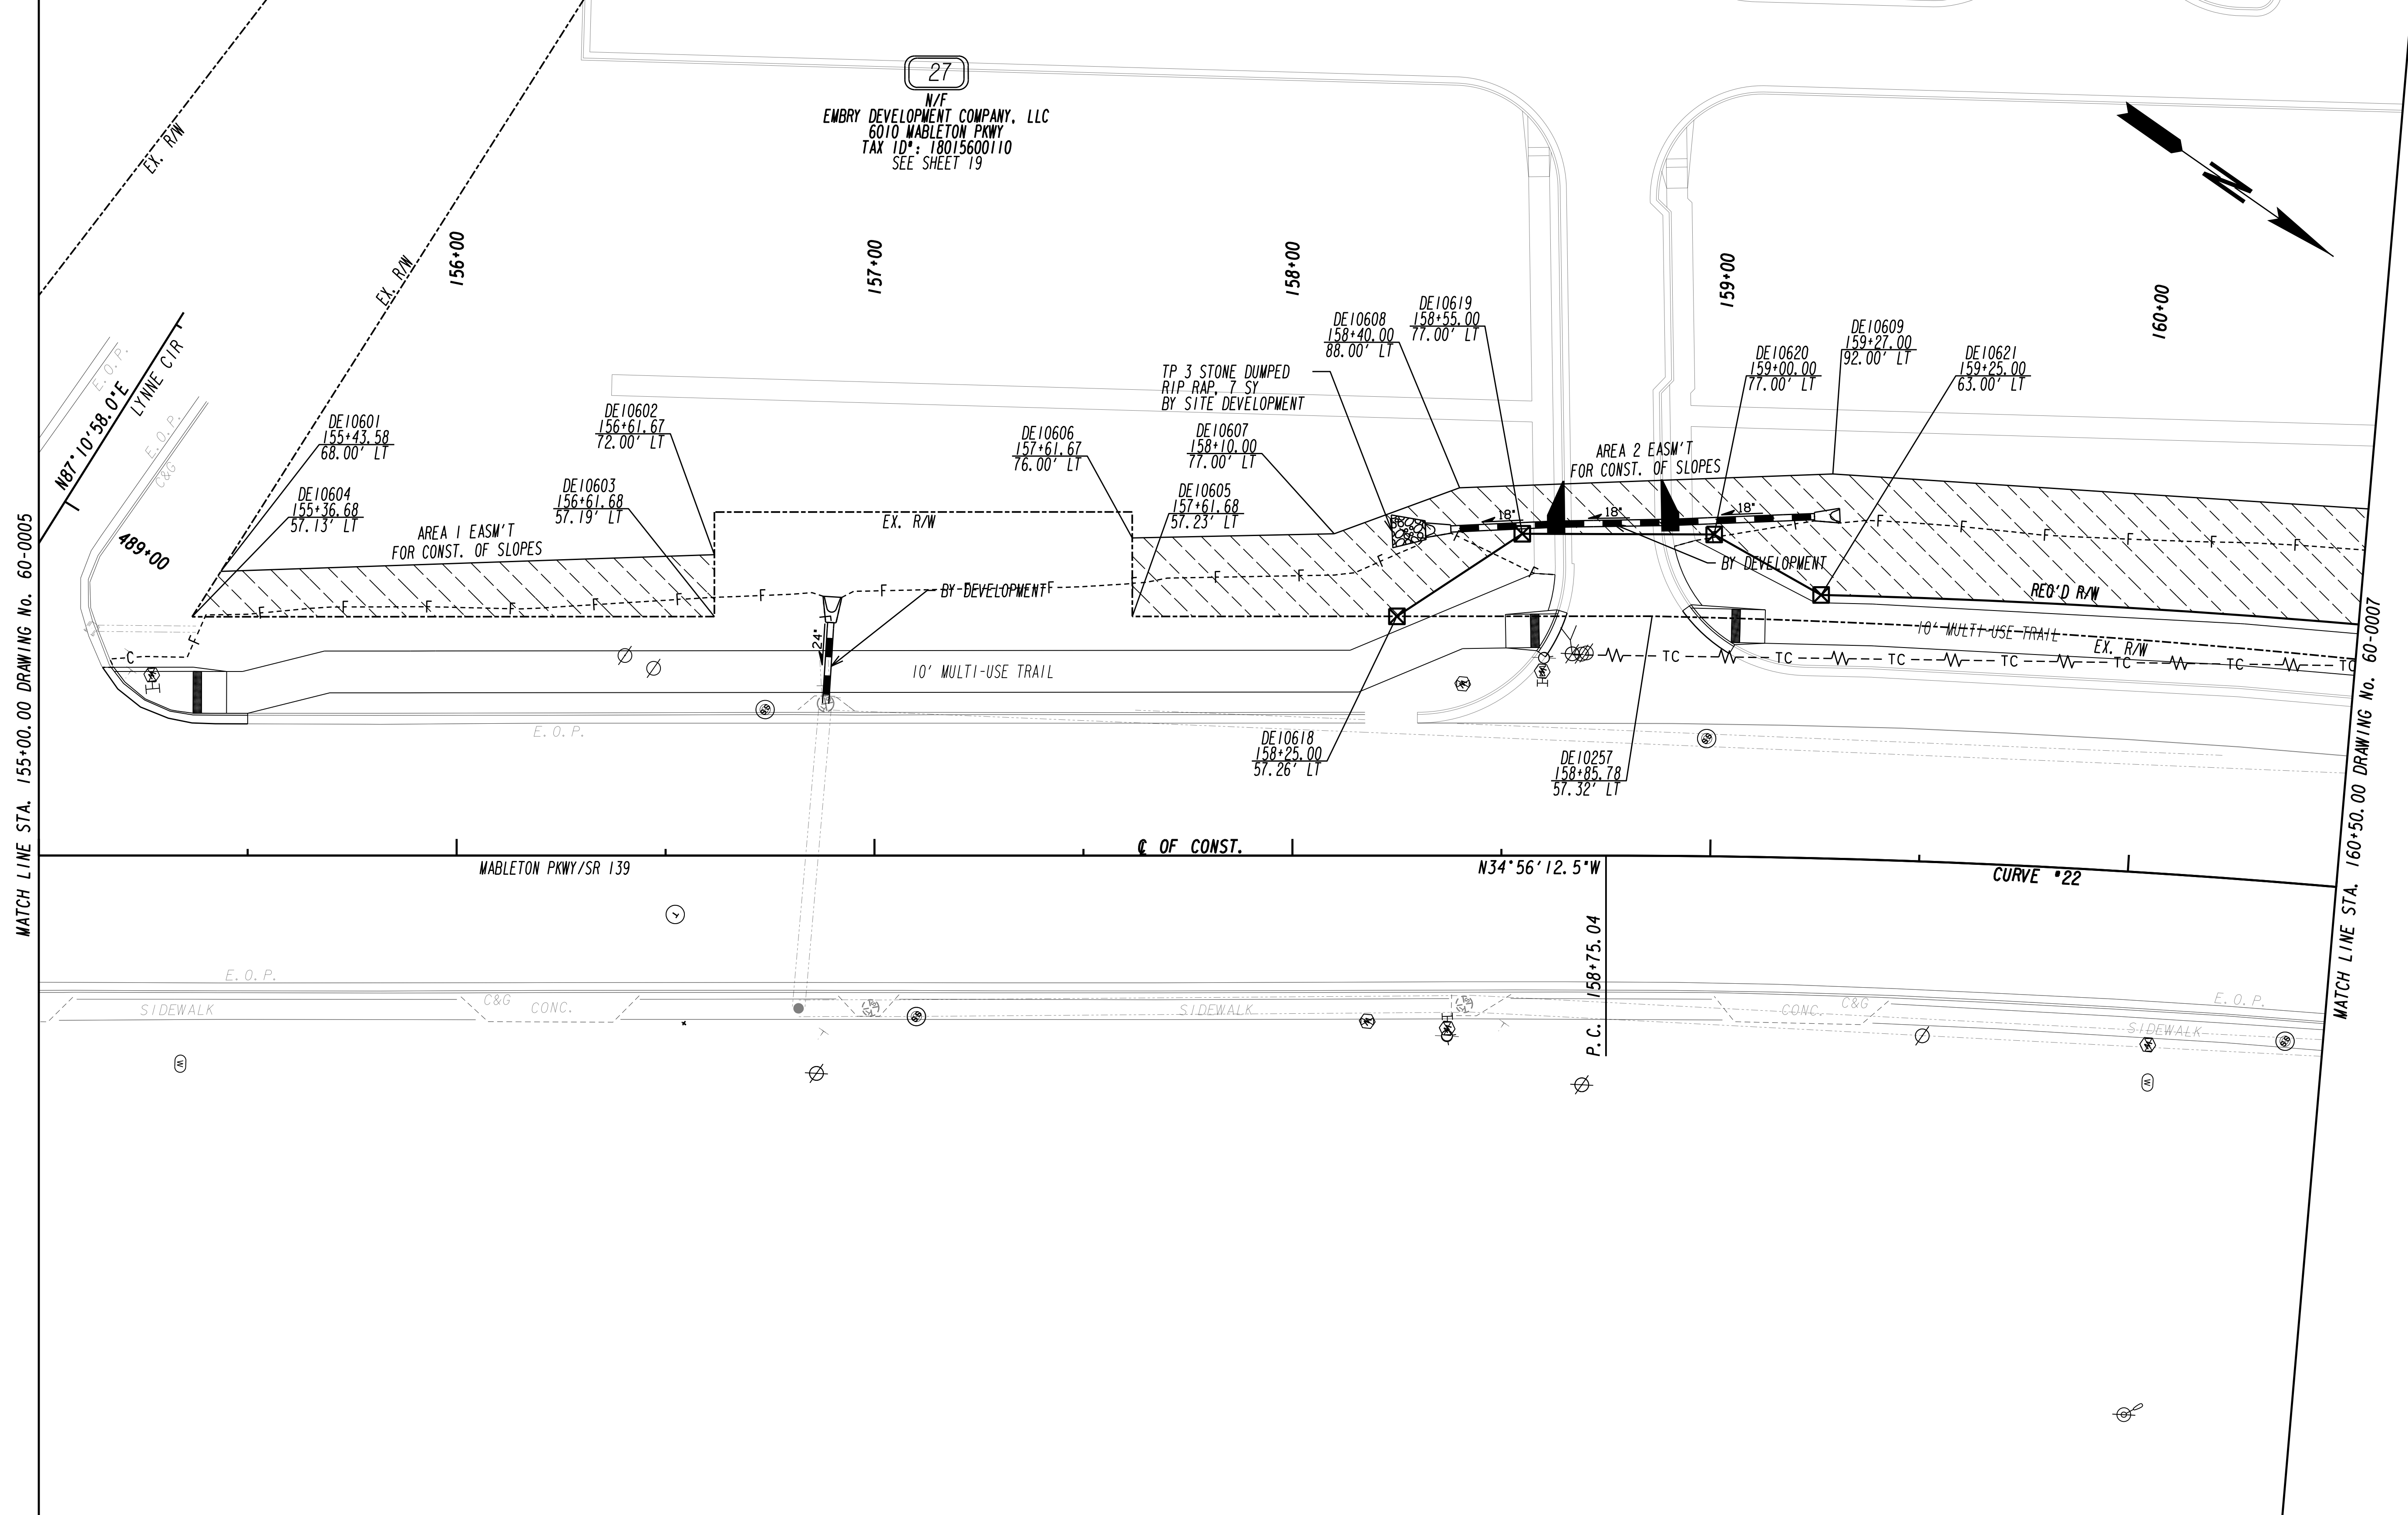 27
N/F
EMBRY DEVELOPMENT COMPANY, LLC
6010 MABLETON PKWY
TAX ID#: 18015600110
SEE SHEET 19
N
EX. R/W
EX. R/W
156+00
157+00
158+00
159+00
160+00
E.O.P.
LYNNE CIR
N87°10'58.0"E
E.O.P.
C&G
489+00
DE10601
155+43.58
68.00' LT
DE10604
155+36.68
57.13' LT
DE10602
156+61.67
72.00' LT
DE10603
156+61.68
57.19' LT
AREA 1 EASM'T
FOR CONST. OF SLOPES
EX. R/W
DE10606
157+61.67
76.00' LT
DE10605
157+61.68
57.23' LT
DE10607
158+10.00
77.00' LT
TP 3 STONE DUMPED
RIP RAP, 7 SY
BY SITE DEVELOPMENT
DE10608
158+40.00
88.00' LT
DE10619
158+55.00
77.00' LT
AREA 2 EASM'T
FOR CONST. OF SLOPES
DE10620
159+00.00
77.00' LT
DE10609
159+27.00
92.00' LT
DE10621
159+25.00
63.00' LT
18"
18"
18"
BY DEVELOPMENT
BY DEVELOPMENT
24"
F F F F F F F F F F F F F F F F F F F F F
C
REQ'D R/W
10' MULTI-USE TRAIL
EX. R/W
10' MULTI-USE TRAIL
TC TC TC TC TC TC TC
E.O.P.
SS
SS
DE10618
158+25.00
57.26' LT
DE10257
158+85.78
57.32' LT
MATCH LINE STA. 155+00.00 DRAWING No. 60-0005
MATCH LINE STA. 160+50.00 DRAWING No. 60-0007
MABLETON PKWY/SR 139
℄ OF CONST.
N34°56'12.5"W
CURVE #22
P.C. 158+75.04
T
E.O.P.
SIDEWALK
C&G
CONC.
SS
SIDEWALK
CONC.
C&G
SIDEWALK
E.O.P.
SS
W
W